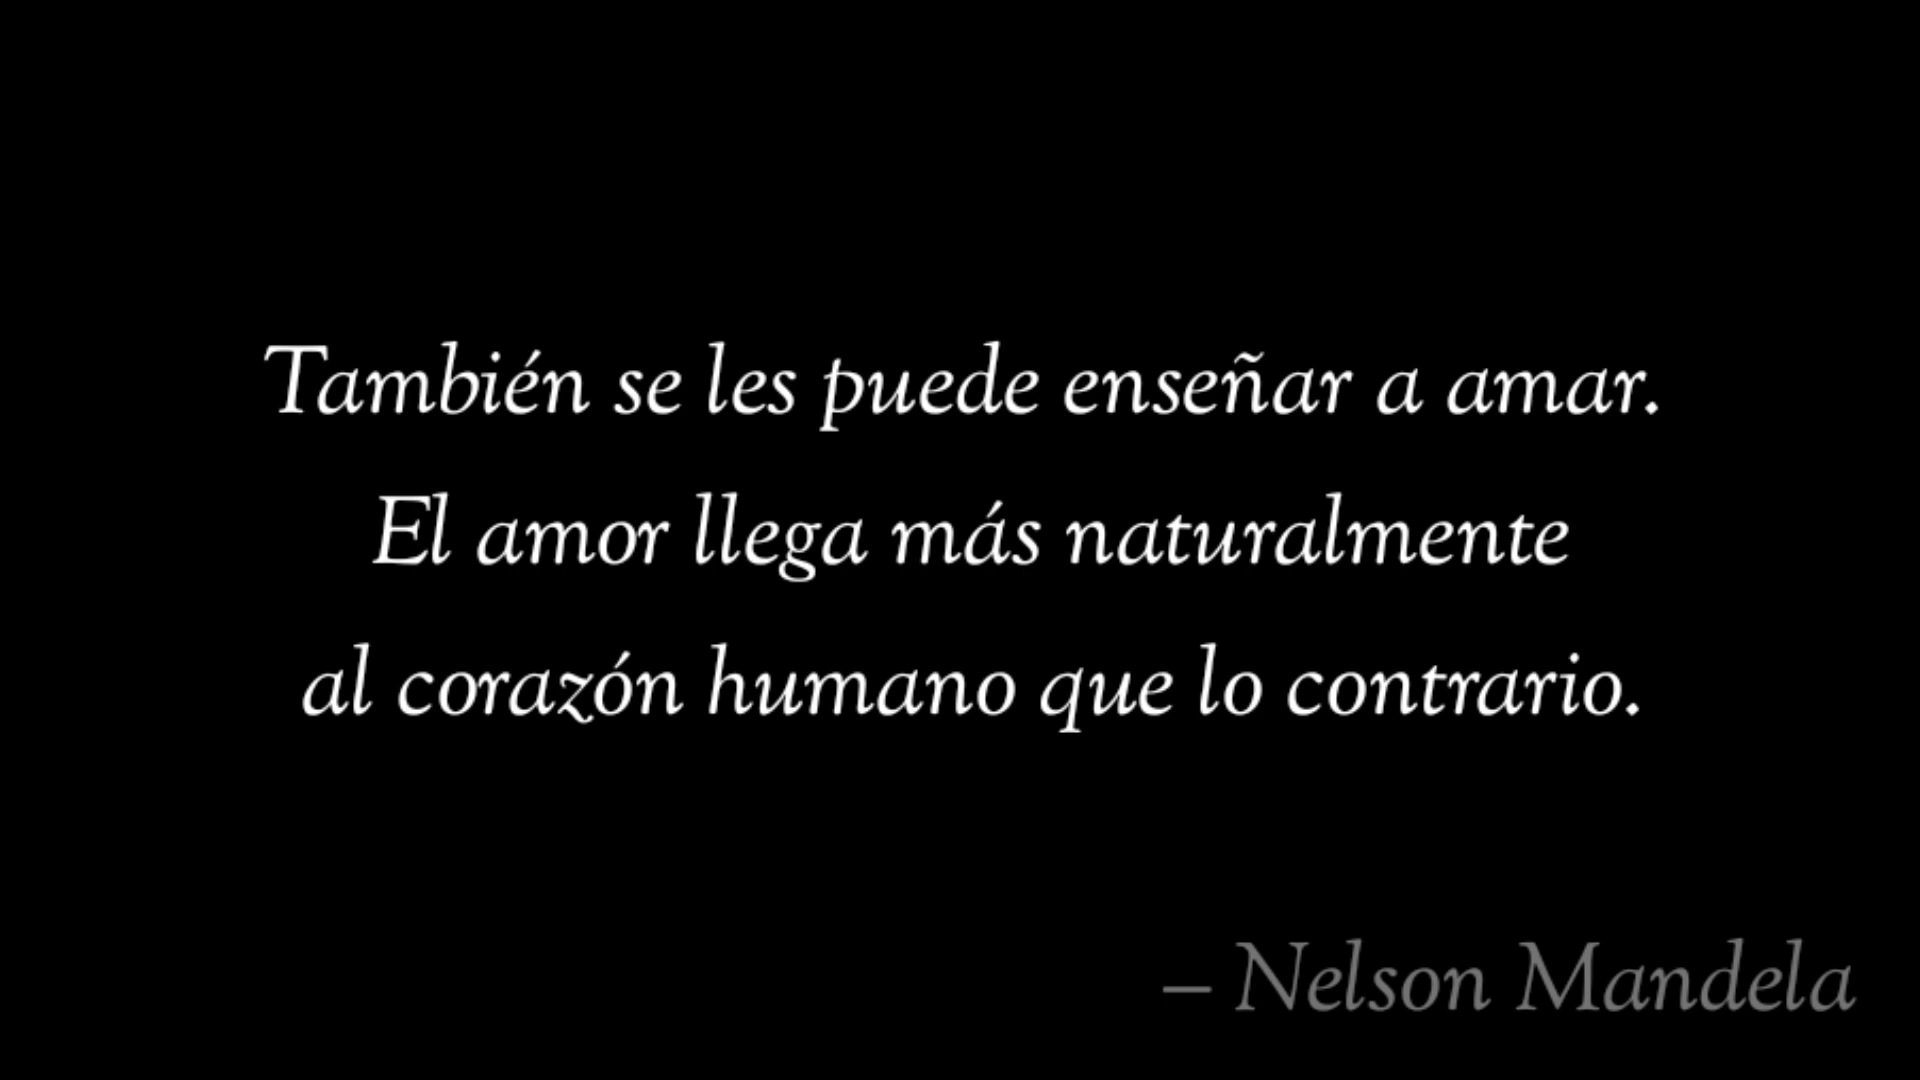 También se les puede enseñar a amar.
El amor llega más naturalmente
al corazón humano que lo contrario.
– Nelson Mandela